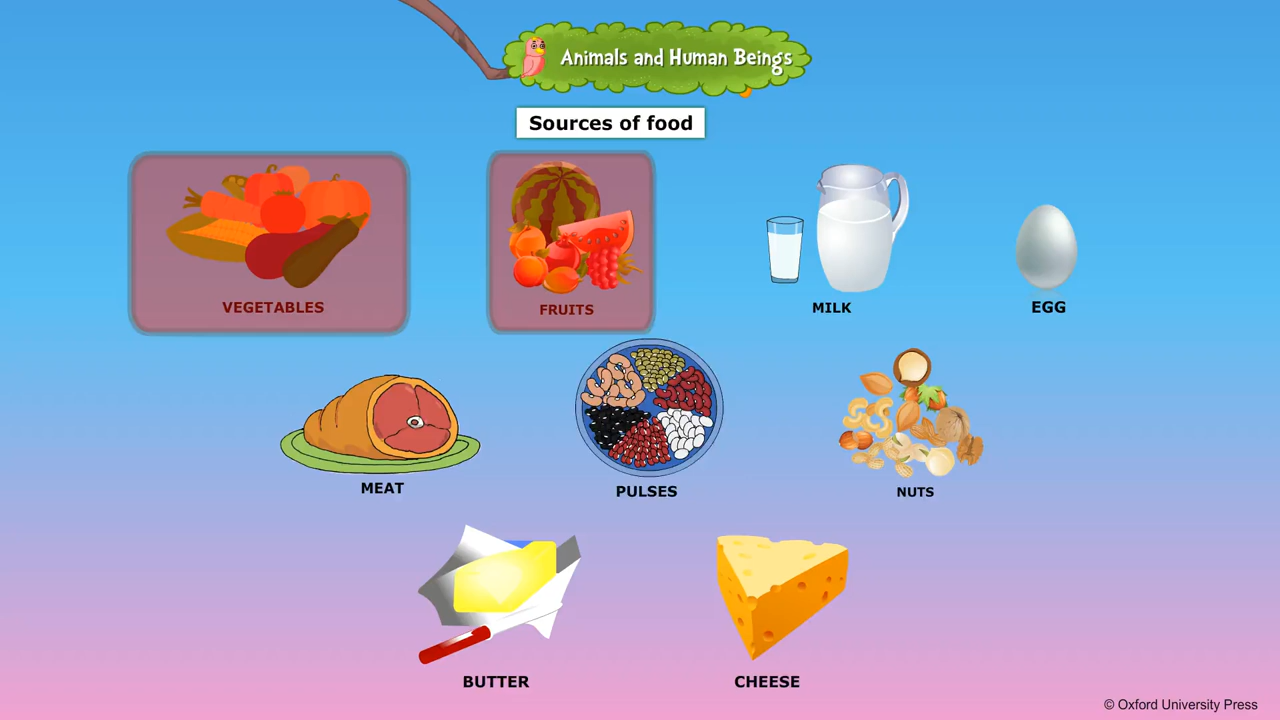 Animals and Human Beings
Sources of food
VEGETABLES
FRUITS
MILK
EGG
MEAT
PULSES
NUTS
BUTTER
CHEESE
© Oxford University Press